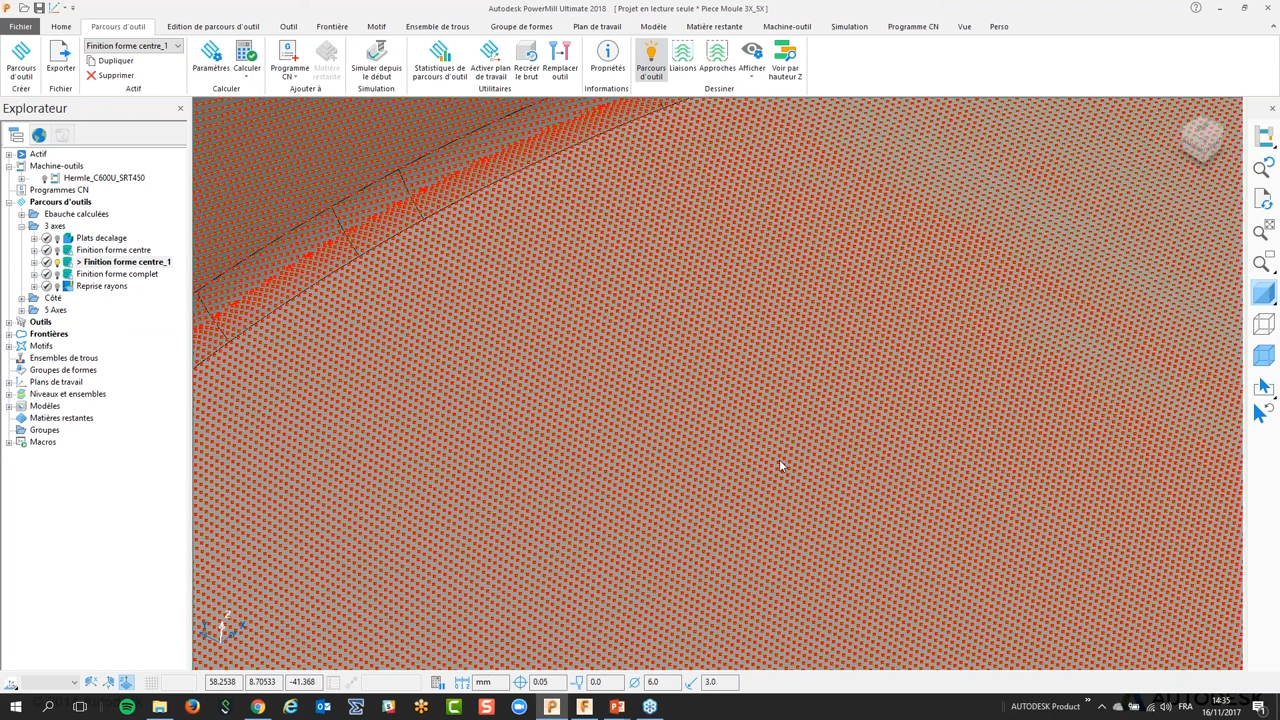 Autodesk PowerMill Ultimate 2018 [ Projet en lecture seule * Piece Moule 3X_5X ]
Fichier Home Parcours d'outil Edition de parcours d'outil Outil Frontière Motif Ensemble de trous Groupe de formes Plan de travail Modèle Matière restante Machine-outil Simulation Programme CN Vue Perso
Parcours d'outil
Exporter
Finition forme centre_1
Dupliquer
Supprimer
Paramètres
Calculer
Programme CN
Matière restante
Simuler depuis le début
Statistiques de parcours d'outil
Activer plan de travail
Recréer le brut
Remplacer outil
Propriétés
Parcours d'outil
Liaisons
Approches
Afficher
Voir par hauteur Z
Créer Fichier Actif Calculer Ajouter à Simulation Utilitaires Informations Dessiner
Explorateur
Actif
Machine-outils
Hermle_C600U_SRT450
Programmes CN
Parcours d'outils
Ebauche calculées
3 axes
Plats decalage
Finition forme centre
> Finition forme centre_1
Finition forme complet
Reprise rayons
Côté
5 Axes
Outils
Frontières
Motifs
Ensembles de trous
Groupes de formes
Plans de travail
Niveaux et ensembles
Modèles
Matières restantes
Groupes
Macros
Z
58.2538 8.70533 -41.368 mm 0.05 0.0 6.0 3.0
AUTODESK Product FRA 14:35
16/11/2017